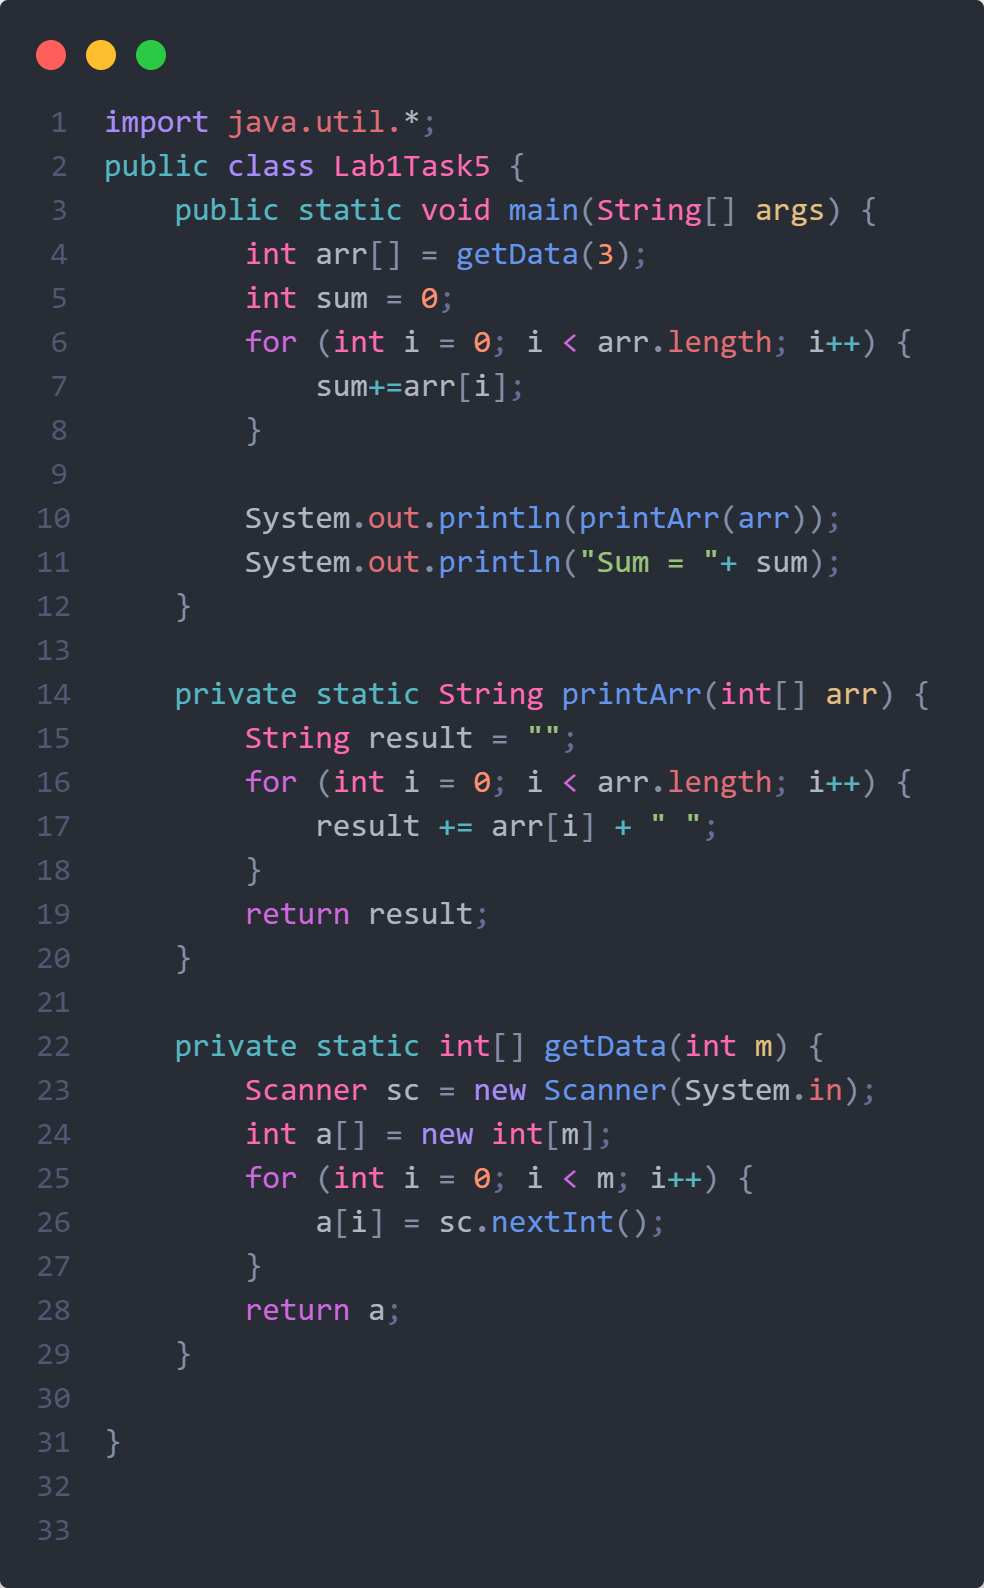 1 import java.util.*;
2 public class Lab1Task5 {
3     public static void main(String[] args) {
4         int arr[] = getData(3);
5         int sum = 0;
6         for (int i = 0; i < arr.length; i++) {
7             sum+=arr[i];
8         }
9
10         System.out.println(printArr(arr));
11         System.out.println("Sum = "+ sum);
12     }
13
14     private static String printArr(int[] arr) {
15         String result = "";
16         for (int i = 0; i < arr.length; i++) {
17             result += arr[i] + " ";
18         }
19         return result;
20     }
21
22     private static int[] getData(int m) {
23         Scanner sc = new Scanner(System.in);
24         int a[] = new int[m];
25         for (int i = 0; i < m; i++) {
26             a[i] = sc.nextInt();
27         }
28         return a;
29     }
30
31 }
32
33